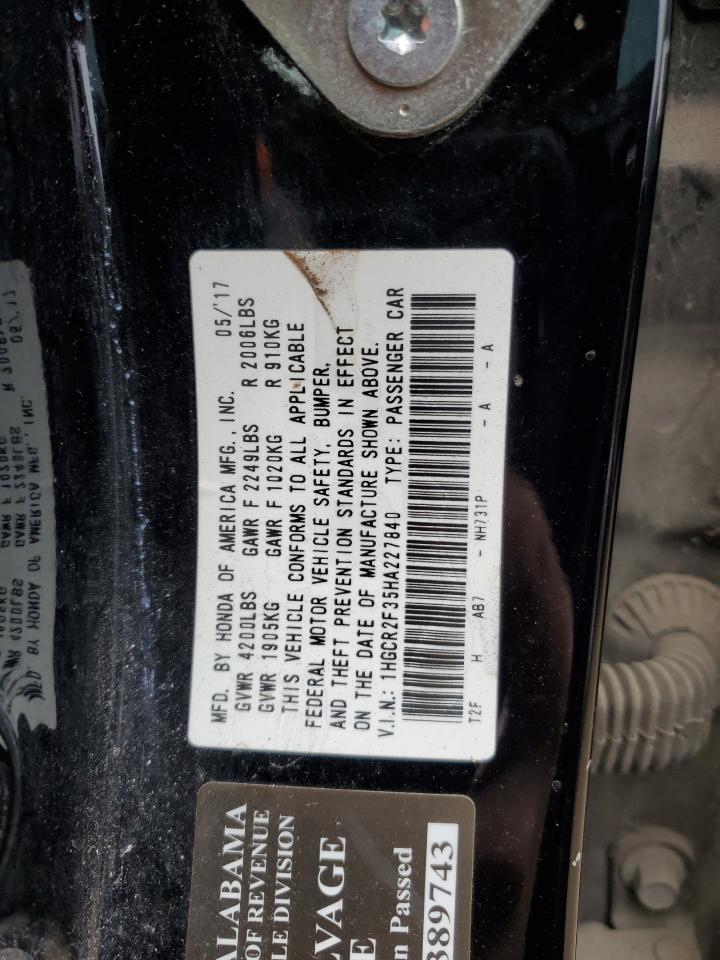 MFD. BY HONDA OF AMERICA MFG., INC. 05/'17
GVWR 4200LBS GAWR F 2249LBS R 2006LBS
GVWR 1905KG GAWR F 1020KG R 910KG
THIS VEHICLE CONFORMS TO ALL APPLICABLE
FEDERAL MOTOR VEHICLE SAFETY, BUMPER,
AND THEFT PREVENTION STANDARDS IN EFFECT
ON THE DATE OF MANUFACTURE SHOWN ABOVE.
V.I.N.: 1HGCR2F35HA227840 TYPE: PASSENGER CAR
T2F H AB7 - NH731P - A - A
ALABAMA
OF REVENUE
LE DIVISION
LVAGE
E
n Passed
389743